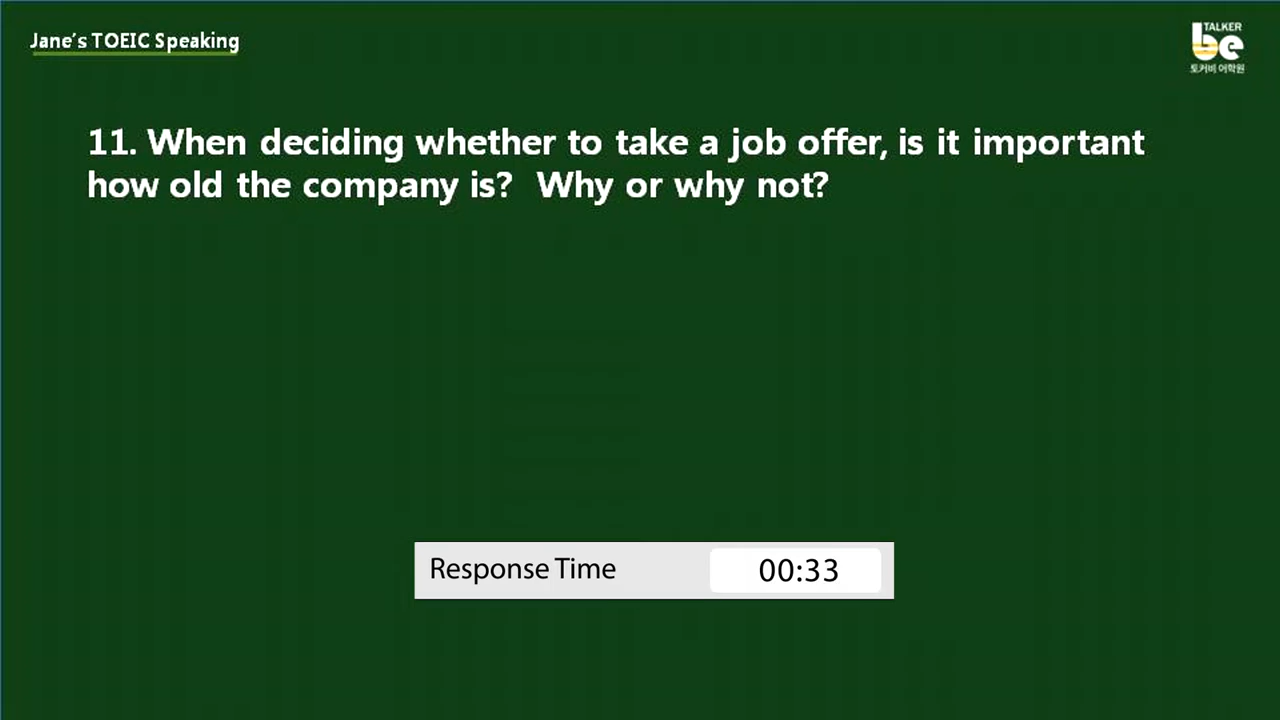 Jane's TOEIC Speaking
TALKER
be
토커비 어학원
11. When deciding whether to take a job offer, is it important
how old the company is?  Why or why not?
Response Time 00:33